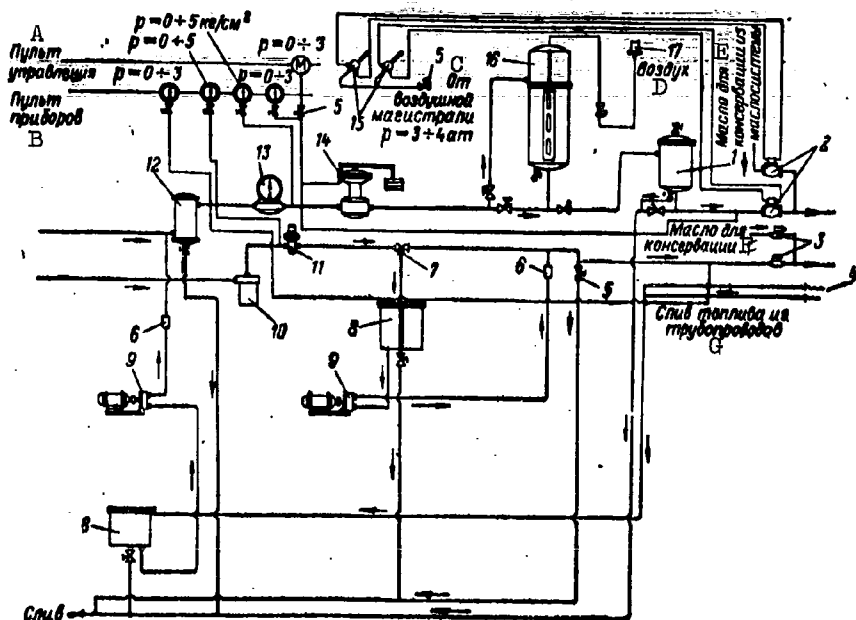 A
Пульт
управления
Пульт
приборов
B
p=0÷5 кг/см²
p=0÷5
p=0÷3
p=0÷3
p=0÷3
М
5
15
5
C
От
воздушной
магистрали
p=3÷4ат
16
17
воздух
D
E
Масло для
консервации из
маслосистемы
1
2
12
13
14
11
7
6
Масло для
консервации F
3
5
4
Слив топлива из
трубопроводов
G
10
8
6
9
9
8
Слив